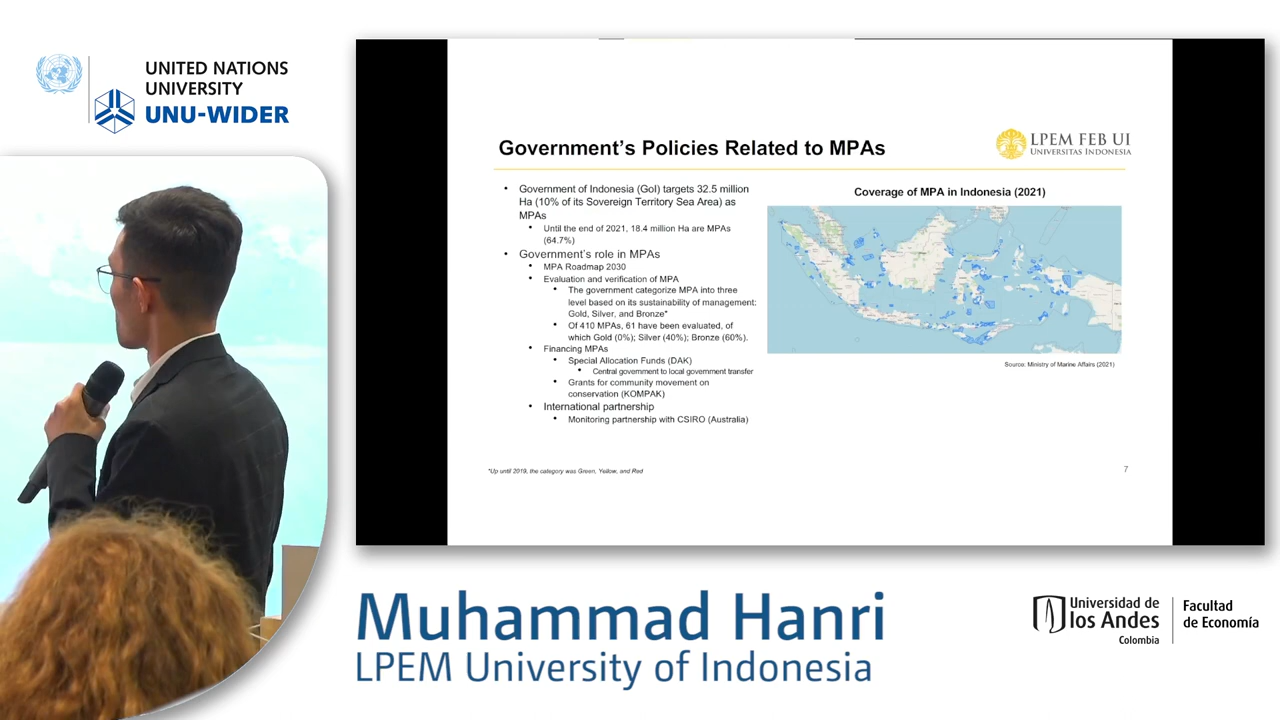 UNITED NATIONS
UNIVERSITY
UNU-WIDER
Government's Policies Related to MPAs
LPEM FEB UI
UNIVERSITAS INDONESIA
• Government of Indonesia (GoI) targets 32.5 million
Ha (10% of its Sovereign Territory Sea Area) as
MPAs
• Until the end of 2021, 18.4 million Ha are MPAs
(64.7%)
• Government's role in MPAs
• MPA Roadmap 2030
• Evaluation and verification of MPA
• The government categorize MPA into three
level based on its sustainability of management:
Gold, Silver, and Bronze*
• Of 410 MPAs, 61 have been evaluated, of
which Gold (0%); Silver (40%); Bronze (60%).
• Financing MPAs
• Special Allocation Funds (DAK)
• Central government to local government transfer
• Grants for community movement on
conservation (KOMPAK)
• International partnership
• Monitoring partnership with CSIRO (Australia)
Coverage of MPA in Indonesia (2021)
Source: Ministry of Marine Affairs (2021)
*Up until 2019, the category was Green, Yellow, and Red
7
Muhammad Hanri
LPEM University of Indonesia
Universidad de
los Andes
Colombia
Facultad
de Economía